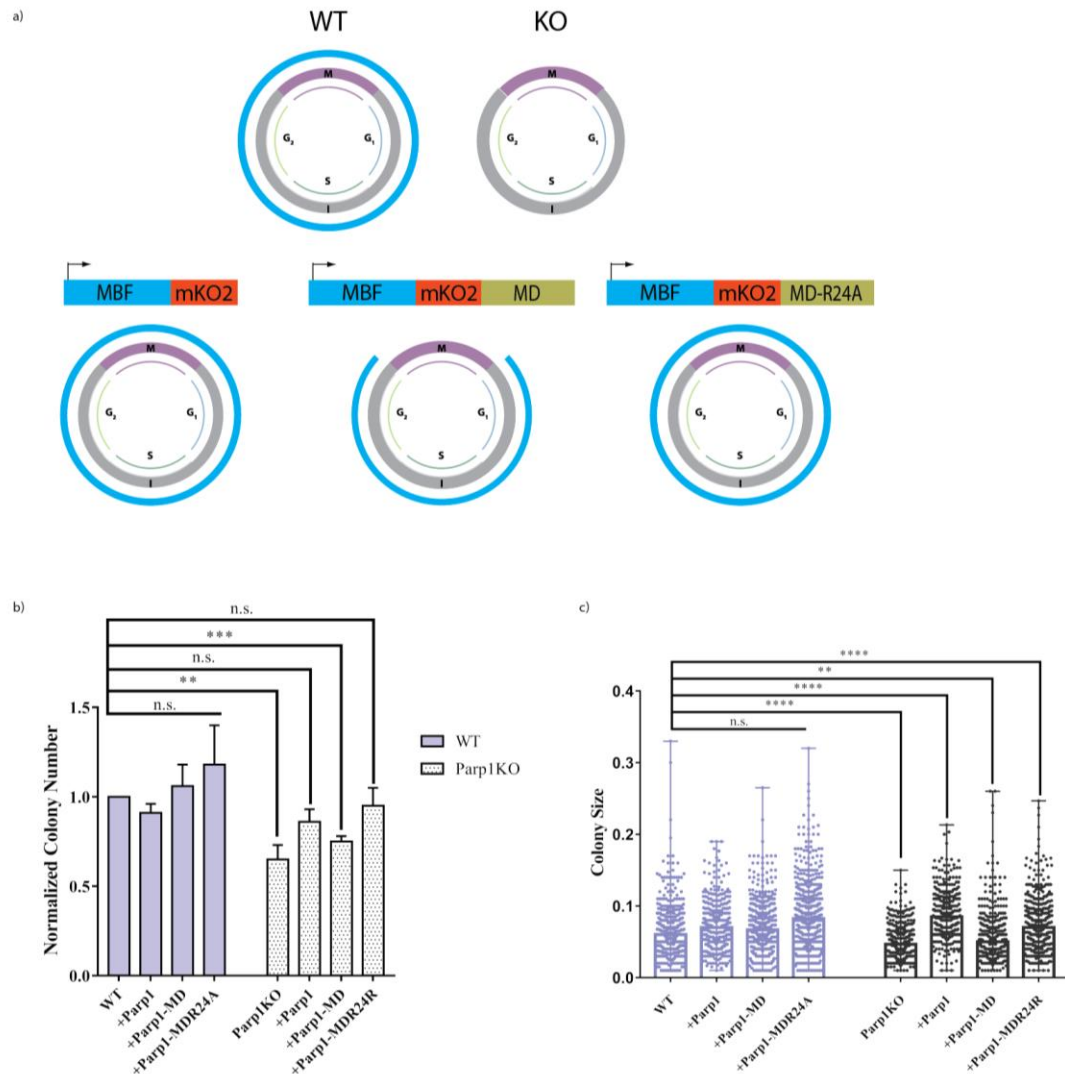 a)
WT KO
M
G₂ G₁
S
I
M
G₂ G₁
S
I
MBF mKO2
MBF mKO2 MD
MBF mKO2 MD-R24A
M
G₂ G₁
S
I
M
G₂ G₁
S
I
M
G₂ G₁
S
I
b)
n.s.
***
n.s.
**
n.s.
Normalized Colony Number
1.5
1.0
0.5
0.0
WT
+Parp1
+Parp1-MD
+Parp1-MDR24A
Parp1KO
+Parp1
+Parp1-MD
+Parp1-MDR24R
WT
Parp1KO
c)
****
**
****
****
n.s.
Colony Size
0.4
0.3
0.2
0.1
0.0
WT
+Parp1
+Parp1-MD
+Parp1-MDR24A
Parp1KO
+Parp1
+Parp1-MD
+Parp1-MDR24R